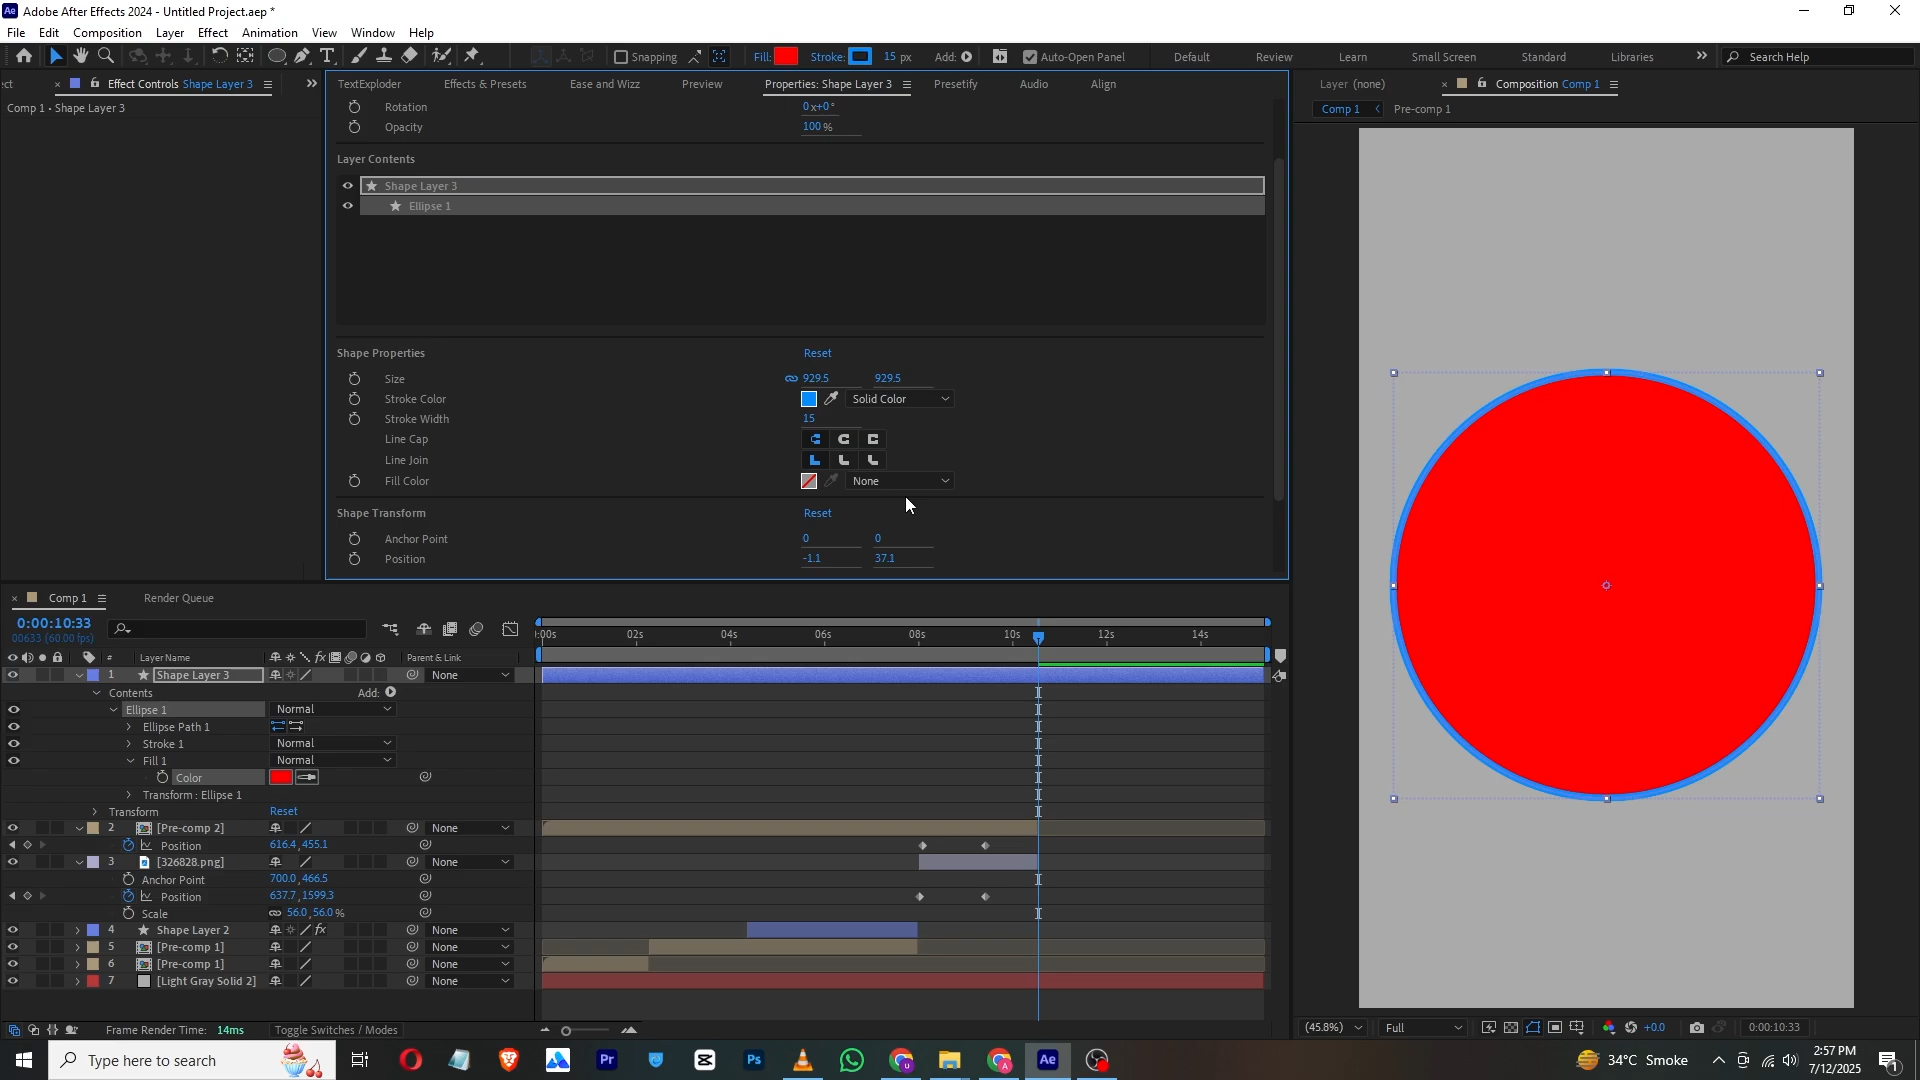 Adobe After Effects 2024 - Untitled Project.aep *
File Edit Composition Layer Effect Animation View Window Help
Snapping Fill: Stroke: 15 px Add: Auto-Open Panel Default Review Learn Small Screen Standard Libraries Search Help
Effect Controls Shape Layer 3
Comp 1 • Shape Layer 3
TextExploder Effects & Presets Ease and Wizz Preview Properties: Shape Layer 3 Presetify Audio Align
Rotation 0x+0°
Opacity 100 %
Layer Contents
Shape Layer 3
Ellipse 1
Shape Properties Reset
Size 929.5 929.5
Stroke Color Solid Color
Stroke Width 15
Line Cap
Line Join
Fill Color None
Shape Transform Reset
Anchor Point 0 0
Position -1.1 37.1
Layer (none) Composition Comp 1
Comp 1 Pre-comp 1
Comp 1 Render Queue
0:00:10:33
00633 (60.00 fps)
:00s 02s 04s 06s 08s 10s 12s 14s
# Layer Name Parent & Link
1 Shape Layer 3 None
Contents Add:
Ellipse 1 Normal
Ellipse Path 1
Stroke 1 Normal
Fill 1 Normal
Color
Transform : Ellipse 1
Transform Reset
2 [Pre-comp 2] None
Position 616.4,455.1
3 [326828.png] None
Anchor Point 700.0,466.5
Position 637.7,1599.3
Scale 56.0,56.0%
4 Shape Layer 2 fx None
5 [Pre-comp 1] None
6 [Pre-comp 1] None
7 [Light Gray Solid 2] None
Frame Render Time: 14ms Toggle Switches / Modes
(45.8%) Full +0.0 0:00:10:33
Type here to search
34°C Smoke
2:57 PM
7/12/2025